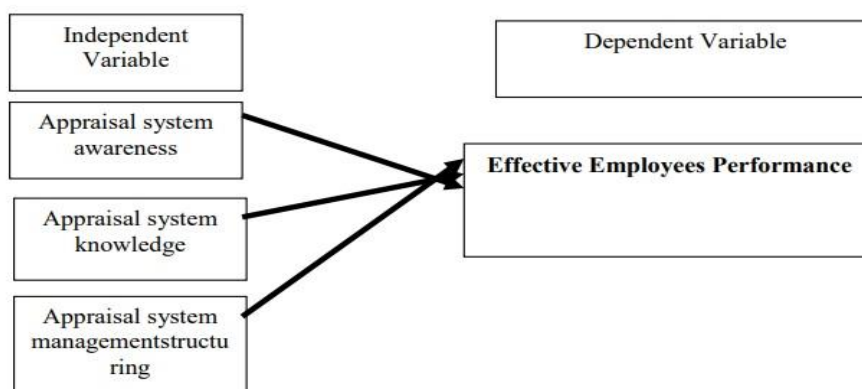 Independent
Variable
Dependent Variable
Appraisal system
awareness
Effective Employees Performance
Appraisal system
knowledge
Appraisal system
managementstructu
ring